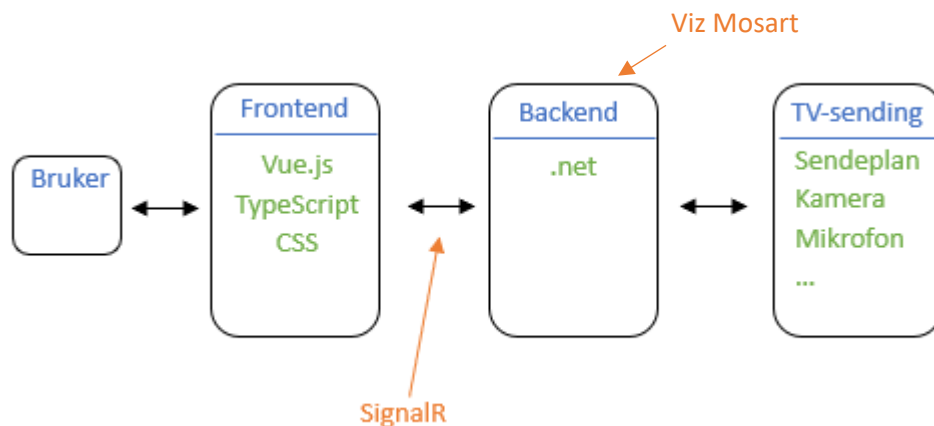 Viz Mosart
Bruker
Frontend
Vue.js
TypeScript
CSS
Backend
.net
TV-sending
Sendeplan
Kamera
Mikrofon
...
SignalR